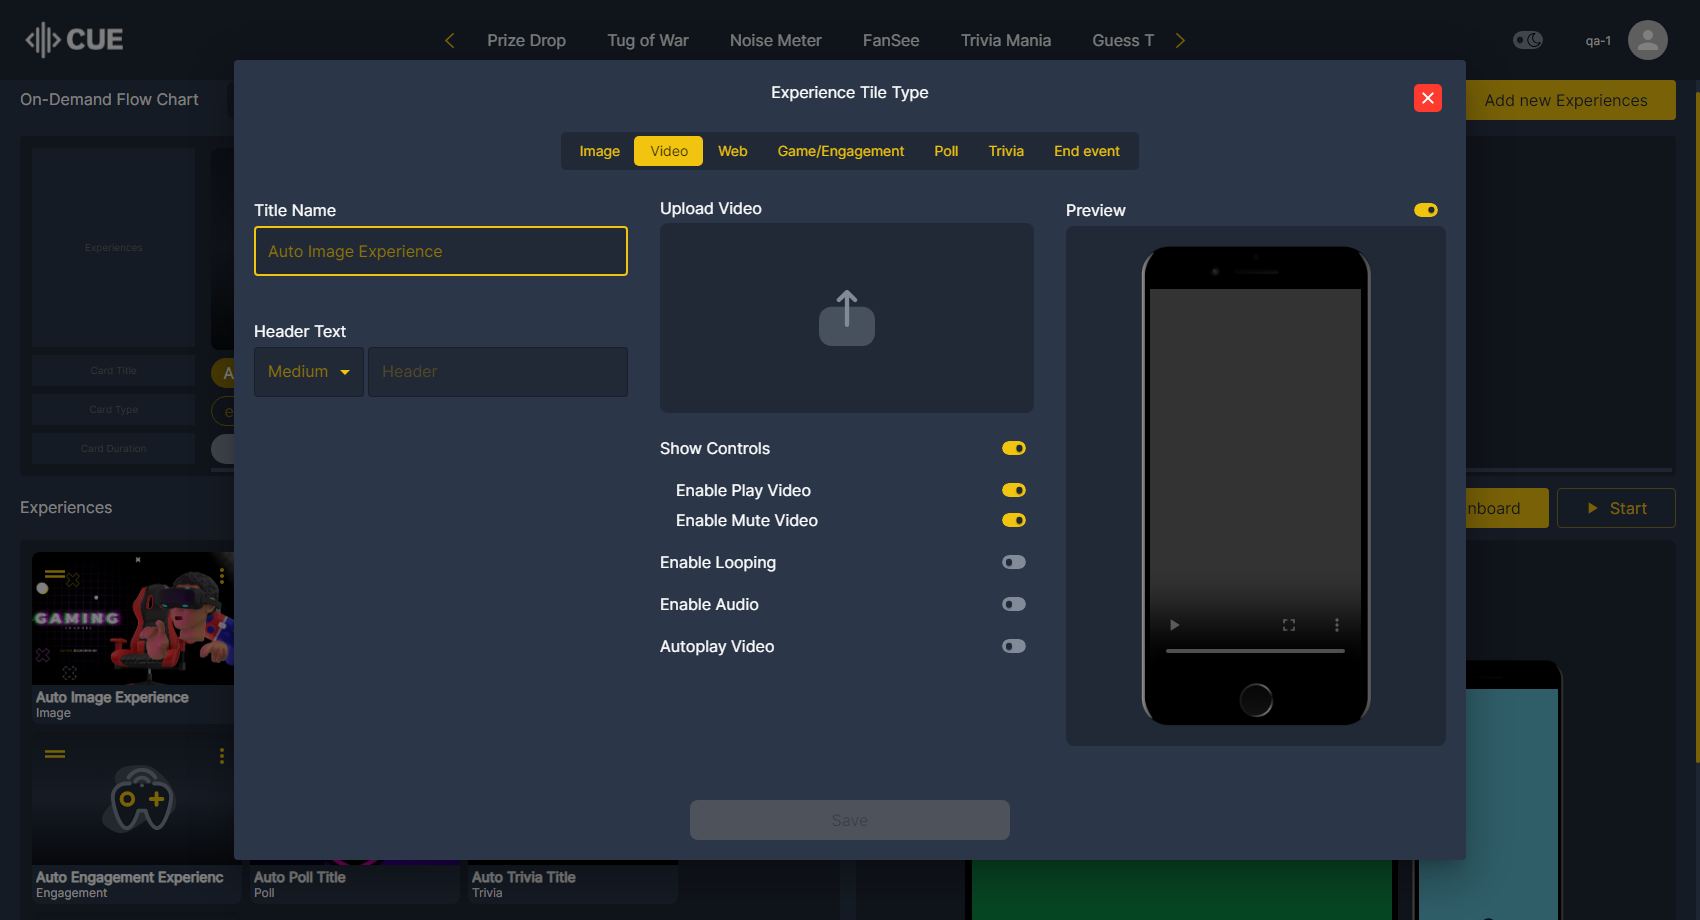 CUE
Prize Drop
Tug of War
Noise Meter
FanSee
Trivia Mania
Guess T
qa-1
On-Demand Flow Chart
Add new Experiences
Experience Tile Type
Image
Video
Web
Game/Engagement
Poll
Trivia
End event
Title Name
Auto Image Experience
Header Text
Medium
Header
Upload Video
Show Controls
Enable Play Video
Enable Mute Video
Enable Looping
Enable Audio
Autoplay Video
Preview
Save
Experiences
Card Title
Card Type
Card Duration
A
e
Experiences
nboard
Start
GAMING
Auto Image Experience
Image
Auto Engagement Experienc
Engagement
Auto Poll Title
Poll
Auto Trivia Title
Trivia